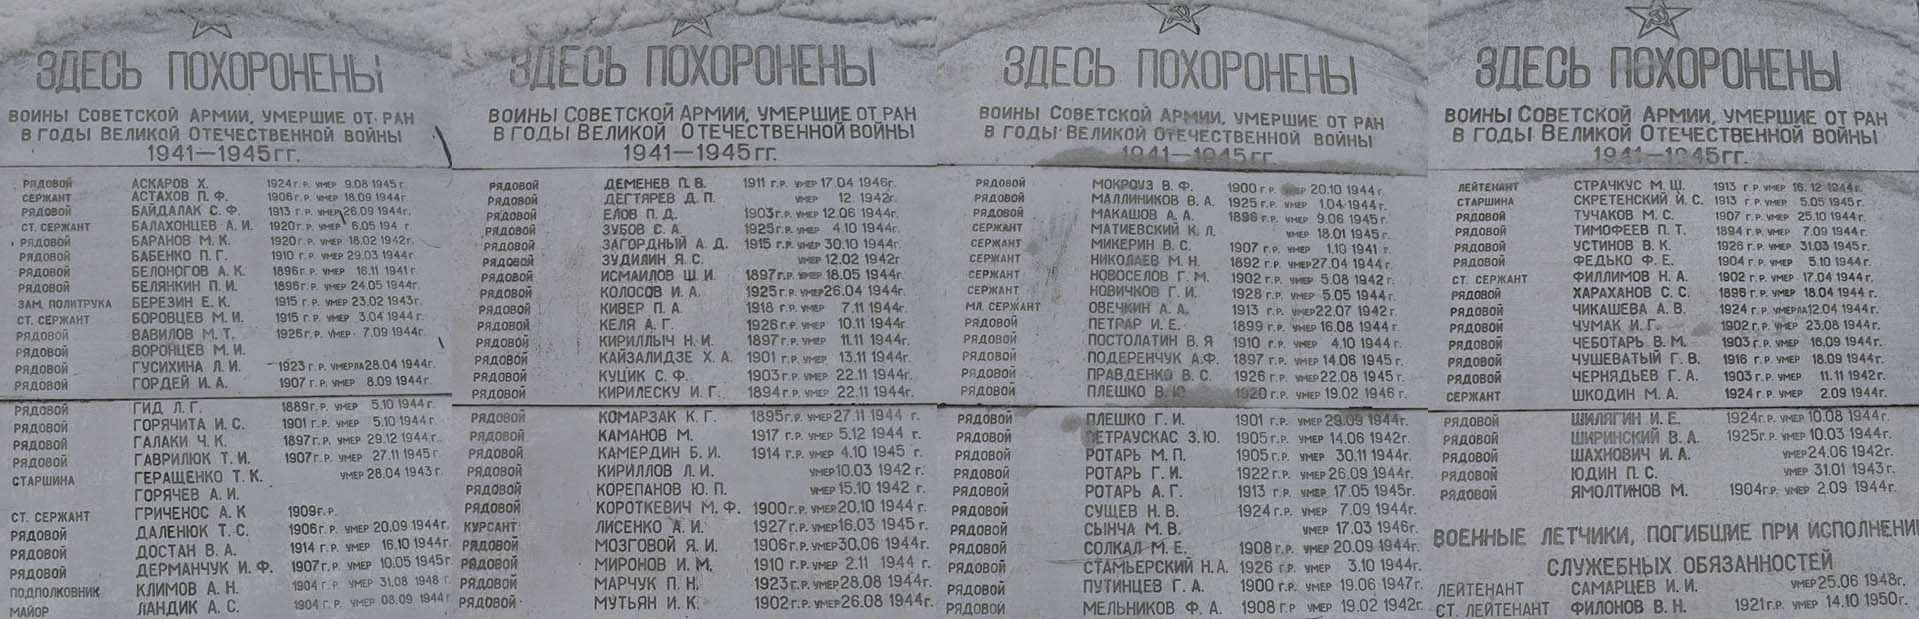 ЗДЕСЬ ПОХОРОНЕНЫ
ВОИНЫ СОВЕТСКОЙ АРМИИ, УМЕРШИЕ ОТ РАН
В ГОДЫ ВЕЛИКОЙ ОТЕЧЕСТВЕННОЙ ВОЙНЫ
1941—1945 ГГ.
РЯДОВОЙ АСКАРОВ Х. 1924 г. УМЕР 9.08 1945 г.
СЕРЖАНТ АСТАХОВ П. Ф. 1906 г. УМЕР 18.09 1944 г.
РЯДОВОЙ БАЙДАЛАК С. Ф. 1913 г.р. УМЕР 26.09 1944 г.
СТ. СЕРЖАНТ БАЛАХОНЦЕВ А. И. 1920 г. УМЕР 6.05 194 г.
РЯДОВОЙ БАРАНОВ М. К. 1920 г. УМЕР 18.02 1942 г.
РЯДОВОЙ БАБЕНКО П. Г. 1910 г. УМЕР 29.03 1944 г.
РЯДОВОЙ БЕЛОНОГОВ А. К. 1896 г. УМЕР 16.11 1941 г.
РЯДОВОЙ БЕЛЯНКИН П. И. 1896 г. УМЕР 24.05 1944 г.
ЗАМ. ПОЛИТРУКА БЕРЕЗИН Е. К. 1915 г. УМЕР 23.02 1943 г.
СТ. СЕРЖАНТ БОРОВЦЕВ М. И. 1915 г. УМЕР 3.04 1944 г.
РЯДОВОЙ ВАВИЛОВ М. Т. 1926 г. УМЕР 7.09 1944 г.
РЯДОВОЙ ВОРОНЦЕВ М. И.
РЯДОВОЙ ГУСИХИНА Л. И. 1923 г. УМЕРЛА 28.04 1944 г.
РЯДОВОЙ ГОРДЕЙ И. А. 1907 г. УМЕР 8.09 1944 г.
РЯДОВОЙ ГИД Л. Г. 1889 г.р. УМЕР 5.10 1944 г.
РЯДОВОЙ ГОРЯЧИТА И. С. 1901 г. УМЕР 5.10 1944 г.
РЯДОВОЙ ГАЛАКИ Ч. К. 1897 г. УМЕР 29.12 1944 г.
РЯДОВОЙ ГАВРИЛЮК Т. И. 1907 г. УМЕР 27.11 1945 г.
СТАРШИНА ГЕРАЩЕНКО Т. К. УМЕР 28.04 1943 г.
ГОРЯЧЕВ А. И.
СТ. СЕРЖАНТ ГРИЧЕНОС А. К 1909 г.р.
РЯДОВОЙ ДАЛЕНЮК Т. С. 1906 г. УМЕР 20.09 1944 г.
РЯДОВОЙ ДОСТАН В. А. 1914 г. УМЕР 16.10 1944 г.
РЯДОВОЙ ДЕРМАНЧУК И. Ф. 1907 г. УМЕР 10.05 1945 г
ПОДПОЛКОВНИК КЛИМОВ А. Н. 1904 г.р УМЕР 31.08 1948 г
МАЙОР ЛАНДИК А. С. 1904 г.р. УМЕР 08.09 1944 г
ЗДЕСЬ ПОХОРОНЕНЫ
ВОИНЫ СОВЕТСКОЙ АРМИИ, УМЕРШИЕ ОТ РАН
В ГОДЫ ВЕЛИКОЙ ОТЕЧЕСТВЕННОЙ ВОЙНЫ
1941—1945 ГГ.
РЯДОВОЙ ДЕМЕНЕВ П. В. 1911 г. УМЕР 17.04 1946 г.
РЯДОВОЙ ДЕГТЯРЕВ Д. П. УМЕР 12. 1942 г.
РЯДОВОЙ ЕЛОВ П. Д. 1903 г. УМЕР 12.06 1944 г.
РЯДОВОЙ ЗУБОВ С. А. 1925 г. УМЕР 4.10 1944 г.
РЯДОВОЙ ЗАГОРДНЫЙ А. Д. 1915 г. УМЕР 30.10 1944 г.
РЯДОВОЙ ЗУДИЛИН Я. С. УМЕР 12.02 1942 г
РЯДОВОЙ ИСМАИЛОВ Ш. И 1897 г.р. УМЕР 18.05 1944 г.
РЯДОВОЙ КОЛОСОВ И. А. 1925 г. УМЕР 26.04 1944 г.
РЯДОВОЙ КИВЕР П. А. 1918 г. УМЕР 7.11 1944 г.
РЯДОВОЙ КЕЛЯ А. Г. 1926 г. УМЕР 10.11 1944 г.
РЯДОВОЙ КИРИЛЛЫЧ Н. И 1897 г. УМЕР 11.11 1944 г.
РЯДОВОЙ КАЙЗАЛИДЗЕ Х. А. 1901 г. УМЕР 13.11 1944 г.
РЯДОВОЙ КУЦИК С. Ф. 1903 г. УМЕР 22.11 1944 г.
РЯДОВОЙ КИРИЛЕСКУ И. Г. 1894 г. УМЕР 22.11 1944 г.
РЯДОВОЙ КОМАРЗАК К. Г. 1895 г. УМЕР 27.11 1944 г.
РЯДОВОЙ КАМАНОВ М. 1917 г.р. УМЕР 5.12 1944 г.
РЯДОВОЙ КАМЕРДИН Б. И. 1914 г.р. УМЕР 4.10 1945 г.
РЯДОВОЙ КИРИЛЛОВ Л. И. УМЕР 10.03 1942 г.
РЯДОВОЙ КОРЕПАНОВ Ю. П. УМЕР 15.10 1942 г.
РЯДОВОЙ КОРОТКЕВИЧ М. Ф. 1900 г. УМЕР 20.10 1944 г.
КУРСАНТ ЛИСЕНКО А. И. 1927 г. УМЕР 16.03 1945 г.
РЯДОВОЙ МОЗГОВОЙ Я. И. 1906 г. УМЕР 30.06 1944 г.
РЯДОВОЙ МИРОНОВ И. М. 1910 г. УМЕР 2.11 1944 г.
РЯДОВОЙ МАРЧУК П. Н. 1923 г. УМЕР 28.08 1944 г.
РЯДОВОЙ МУТЬЯН И. К. 1902 г. УМЕР 26.08 1944 г.
ЗДЕСЬ ПОХОРОНЕНЫ
ВОИНЫ СОВЕТСКОЙ АРМИИ, УМЕРШИЕ ОТ РАН
В ГОДЫ ВЕЛИКОЙ ОТЕЧЕСТВЕННОЙ ВОЙНЫ
1941—1945 ГГ.
РЯДОВОЙ МОКРОУЗ В. Ф. 1900 г. УМЕР 20.10 1944 г.
РЯДОВОЙ МАЛЛИНИКОВ В. А. 1925 г. УМЕР 1.04 1944 г.
РЯДОВОЙ МАКАШОВ А. А. 1896 г. УМЕР 9.06 1945 г.
СЕРЖАНТ МАТИЕВСКИЙ К. Л. УМЕР 18.01 1945 г.
СЕРЖАНТ МИКЕРИН В. С. 1907 г. УМЕР 1.10 1941 г.
СЕРЖАНТ НИКОЛАЕВ М. Н. 1892 г. УМЕР 27.04 1944 г.
СЕРЖАНТ НОВОСЕЛОВ Г. М 1902 г. УМЕР 5.08 1942 г.
СЕРЖАНТ НОВИЧКОВ Г. И. 1928 г. УМЕР 5.05 1944 г.
МЛ. СЕРЖАНТ ОВЕЧКИН А. А. 1913 г. УМЕР 22.07 1942 г.
РЯДОВОЙ ПЕТРАР И. Е. 1899 г. УМЕР 16.08 1944 г.
РЯДОВОЙ ПОСТОЛАТИН В. Я 1910 г. УМЕР 4.10 1944 г.
РЯДОВОЙ ПОДЕРЕНЧУК А.Ф. 1897 г. УМЕР 14.06 1945 г.
РЯДОВОЙ ПРАВДЕНКО В. С. 1926 г. УМЕР 22.08 1945 г.
РЯДОВОЙ ПЛЕШКО В. Ю. 1920 г.р. УМЕР 19.02 1946 г.
РЯДОВОЙ ПЛЕШКО Г. И. 1901 г. УМЕР 29.09 1944 г.
РЯДОВОЙ ПЕТРАУСКАС З. Ю. 1905 г. УМЕР 14.06 1942 г.
РЯДОВОЙ РОТАРЬ М. П. 1905 г. УМЕР 30.11 1944 г.
РЯДОВОЙ РОТАРЬ Г. И. 1922 г. УМЕР 26.09 1944 г.
РЯДОВОЙ РОТАРЬ А. Г. 1913 г. УМЕР 17.05 1945 г.
РЯДОВОЙ СУЩЕВ Н. В. 1924 г. УМЕР 7.09 1944 г.
РЯДОВОЙ СЫНЧА М. В. УМЕР 17.03 1946 г.
РЯДОВОЙ СОЛКАЛ М. Е. 1908 г. УМЕР 20.09 1944 г.
РЯДОВОЙ СТАМЬЕРСКИЙ Н. А. 1926 г. УМЕР 3.10 1944 г.
РЯДОВОЙ ПУТИНЦЕВ Г. А. 1900 г. УМЕР 19.06 1947 г.
РЯДОВОЙ МЕЛЬНИКОВ Ф. А. 1908 г УМЕР 19.02 1942 г.
ЗДЕСЬ ПОХОРОНЕНЫ
ВОИНЫ СОВЕТСКОЙ АРМИИ, УМЕРШИЕ ОТ РАН
В ГОДЫ ВЕЛИКОЙ ОТЕЧЕСТВЕННОЙ ВОЙНЫ
1941—1945 ГГ.
ЛЕЙТЕНАНТ СТРАЧКУС М. Ш. 1913 г.р. УМЕР 16.12 1944 г.
СТАРШИНА СКРЕТЕНСКИЙ И. С. 1913 г. УМЕР 5.05 1945 г.
РЯДОВОЙ ТУЧАКОВ М. С. 1907 г. УМЕР 25.10 1944 г.
РЯДОВОЙ ТИМОФЕЕВ П. Т. 1894 г.р. УМЕР 7.09 1944 г.
РЯДОВОЙ УСТИНОВ В. К. 1926 г.р. УМЕР 31.03 1945 г.
РЯДОВОЙ ФЕДЬКО Ф. Е. 1904 г.р. УМЕР 5.10 1944 г.
СТ. СЕРЖАНТ ФИЛЛИМОВ Н. А 1902 г. УМЕР 17.04 1944 г.
РЯДОВОЙ ХАРАХАНОВ С. С. 1896 г. УМЕР 18.04 1944 г.
РЯДОВОЙ ЧИКАШЕВА А. В. 1924 г.р. УМЕРЛА 12.04 1944 г.
РЯДОВОЙ ЧУМАК И. Г. 1902 г.р. УМЕР 23.08 1944 г.
РЯДОВОЙ ЧЕБОТАРЬ В. М. 1903 г. УМЕР 16.09 1944 г.
РЯДОВОЙ ЧУШЕВАТЫЙ Г. В. 1916 г. УМЕР 18.09 1944 г.
РЯДОВОЙ ЧЕРНЯДЬЕВ Г. А. 1903 г.р. УМЕР 11.11 1942 г.
СЕРЖАНТ ШКОДИН М. А. 1924 г.р. УМЕР 2.09 1944 г.
РЯДОВОЙ ШИЛЯГИН И. Е. 1924 г.р. УМЕР 10.08 1944 г.
РЯДОВОЙ ШИРИНСКИЙ В. А. 1925 г.р. УМЕР 10.03 1944 г.
РЯДОВОЙ ШАХНОВИЧ И. А. УМЕР 24.06 1942 г.
РЯДОВОЙ ЮДИН П. С. УМЕР 31.01 1943 г.
РЯДОВОЙ ЯМОЛТИНОВ М. 1904 г.р. УМЕР 2.09 1944 г.
ВОЕННЫЕ ЛЕТЧИКИ, ПОГИБШИЕ ПРИ ИСПОЛНЕНИ
СЛУЖЕБНЫХ ОБЯЗАННОСТЕЙ
ЛЕЙТЕНАНТ САМАРЦЕВ И. И. УМЕР 25.06 1948 г.
СТ. ЛЕЙТЕНАНТ ФИЛОНОВ В. Н. 1921 г.р. УМЕР 14.10 1950 г.